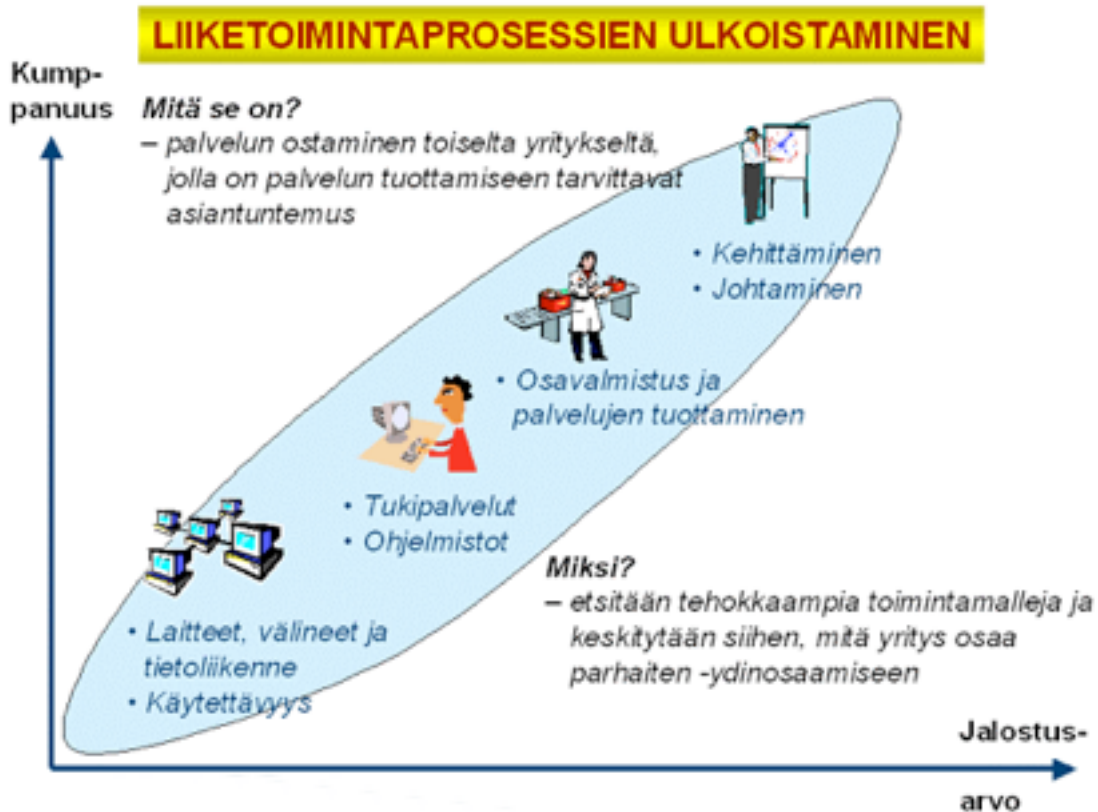 LIIKETOIMINTAPROSESSIEN ULKOISTAMINEN
Kump-
panuus
Mitä se on?
– palvelun ostaminen toiselta yritykseltä,
jolla on palvelun tuottamiseen tarvittavat
asiantuntemus
• Kehittäminen
• Johtaminen
• Osavalmistus ja
palvelujen tuottaminen
• Tukipalvelut
• Ohjelmistot
Miksi?
– etsitään tehokkaampia toimintamalleja ja
keskitytään siihen, mitä yritys osaa
parhaiten -ydinosaamiseen
• Laitteet, välineet ja
tietoliikenne
• Käytettävyys
Jalostus-
arvo